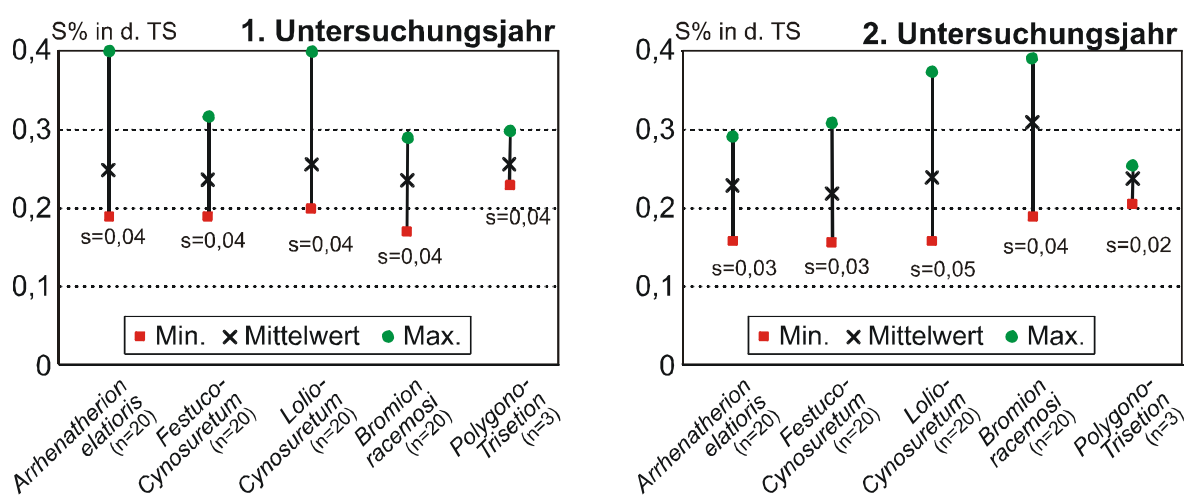 S% in d. TS
1. Untersuchungsjahr
0,4
0,3
0,2
0,1
0
s=0,04
s=0,04
s=0,04
s=0,04
s=0,04
Min.
Mittelwert
Max.
Arrhenatherion
elatioris
(n=20)
Festuco-
Cynosuretum
(n=20)
Lolio-
Cynosuretum
(n=20)
Bromion
racemosi
(n=20)
Polygono-
Trisetion
(n=3)
S% in d. TS
2. Untersuchungsjahr
0,4
0,3
0,2
0,1
0
s=0,03
s=0,03
s=0,05
s=0,04
s=0,02
Min.
Mittelwert
Max.
Arrhenatherion
elatioris
(n=20)
Festuco-
Cynosuretum
(n=20)
Lolio-
Cynosuretum
(n=20)
Bromion
racemosi
(n=20)
Polygono-
Trisetion
(n=3)